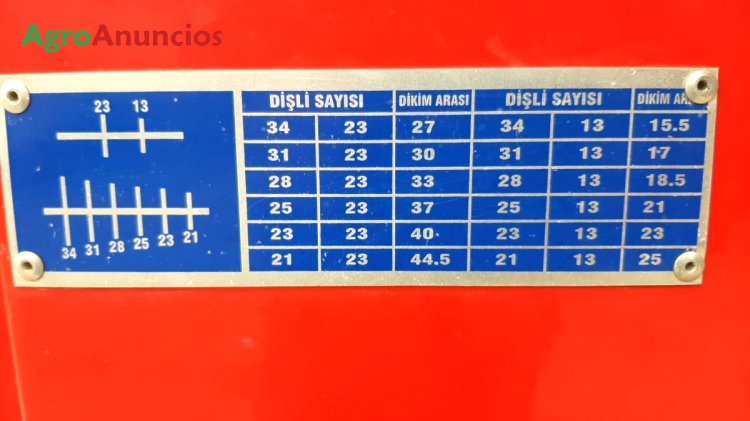 AgroAnuncios
23 13
34 31 28 25 23 21
DİŞLİ SAYISI DİKİM ARASI DİŞLİ SAYISI DİKİM
34 23 27 34 13 15.5
31 23 30 31 13 17
28 23 33 28 13 18.5
25 23 37 25 13 21
23 23 40 23 13 23
21 23 44.5 21 13 25